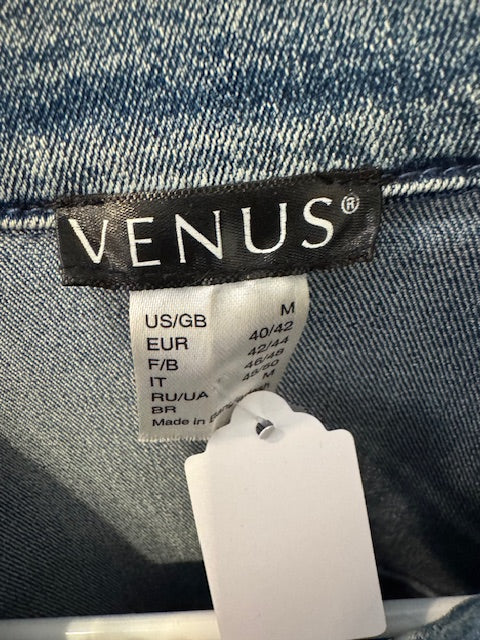 VENUS®
US/GB M
EUR 40/42
F/B 42/44
IT 46/48
RU/UA 48/50
BR M
Made in